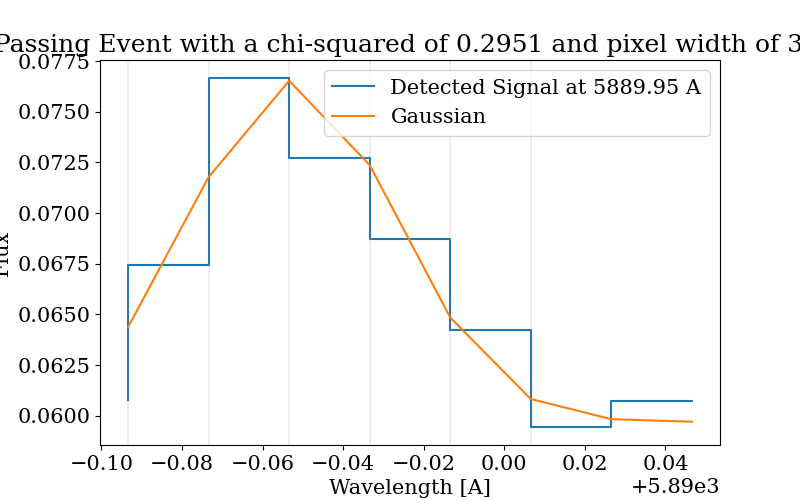 Passing Event with a chi-squared of 0.2951 and pixel width of 3
0.0775
0.0750
0.0725
0.0700
0.0675
0.0650
0.0625
0.0600
Flux
Detected Signal at 5889.95 A
Gaussian
−0.10 −0.08 −0.06 −0.04 −0.02 0.00 0.02 0.04
+5.89e3
Wavelength [A]